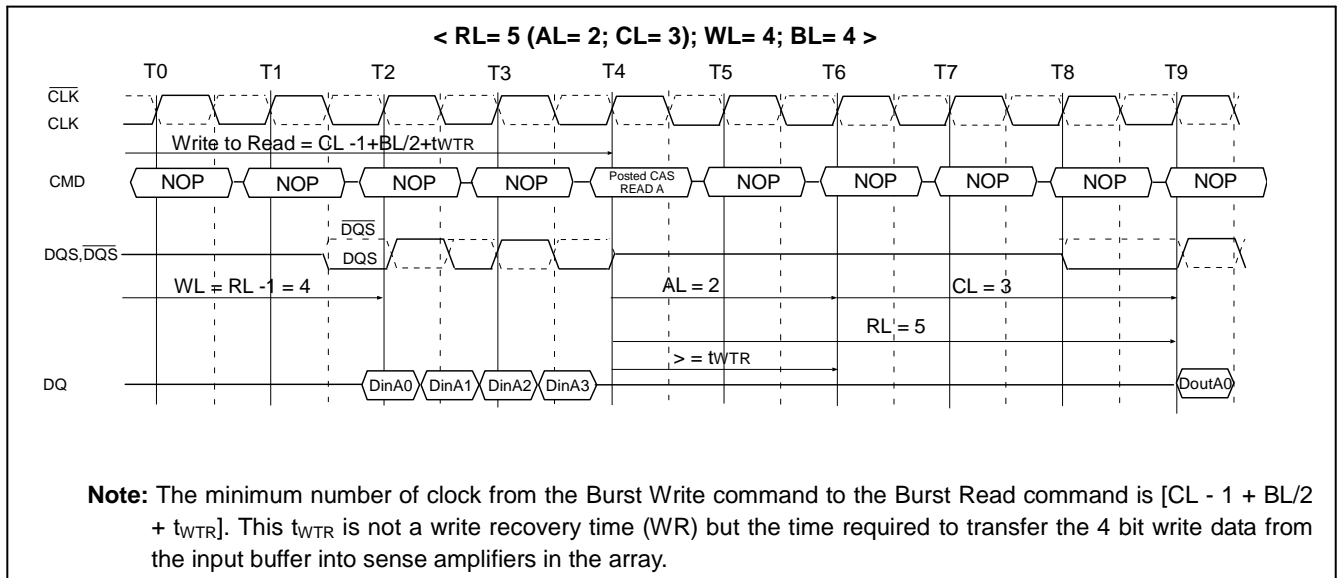 < RL= 5 (AL= 2; CL= 3); WL= 4; BL= 4 >
T0 T1 T2 T3 T4 T5 T6 T7 T8 T9
CLK
CLK
Write to Read = CL -1+BL/2+tWTR
CMD NOP NOP NOP NOP Posted CAS READ A NOP NOP NOP NOP NOP
DQS
DQS,DQS DQS
WL = RL -1 = 4 AL = 2 CL = 3
RL = 5
> = tWTR
DQ DinA0 DinA1 DinA2 DinA3 DoutA0
Note: The minimum number of clock from the Burst Write command to the Burst Read command is [CL - 1 + BL/2
+ tWTR]. This tWTR is not a write recovery time (WR) but the time required to transfer the 4 bit write data from
the input buffer into sense amplifiers in the array.